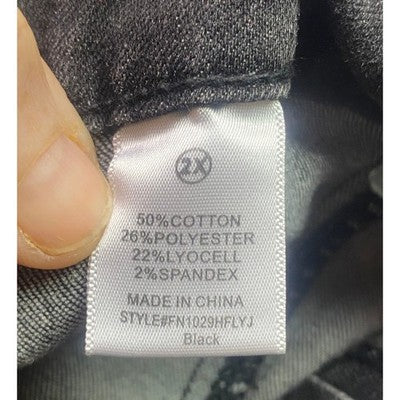 2X
50%COTTON
26%POLYESTER
22%LYOCELL
2%SPANDEX
MADE IN CHINA
STYLE#FN1029HFLYJ
Black